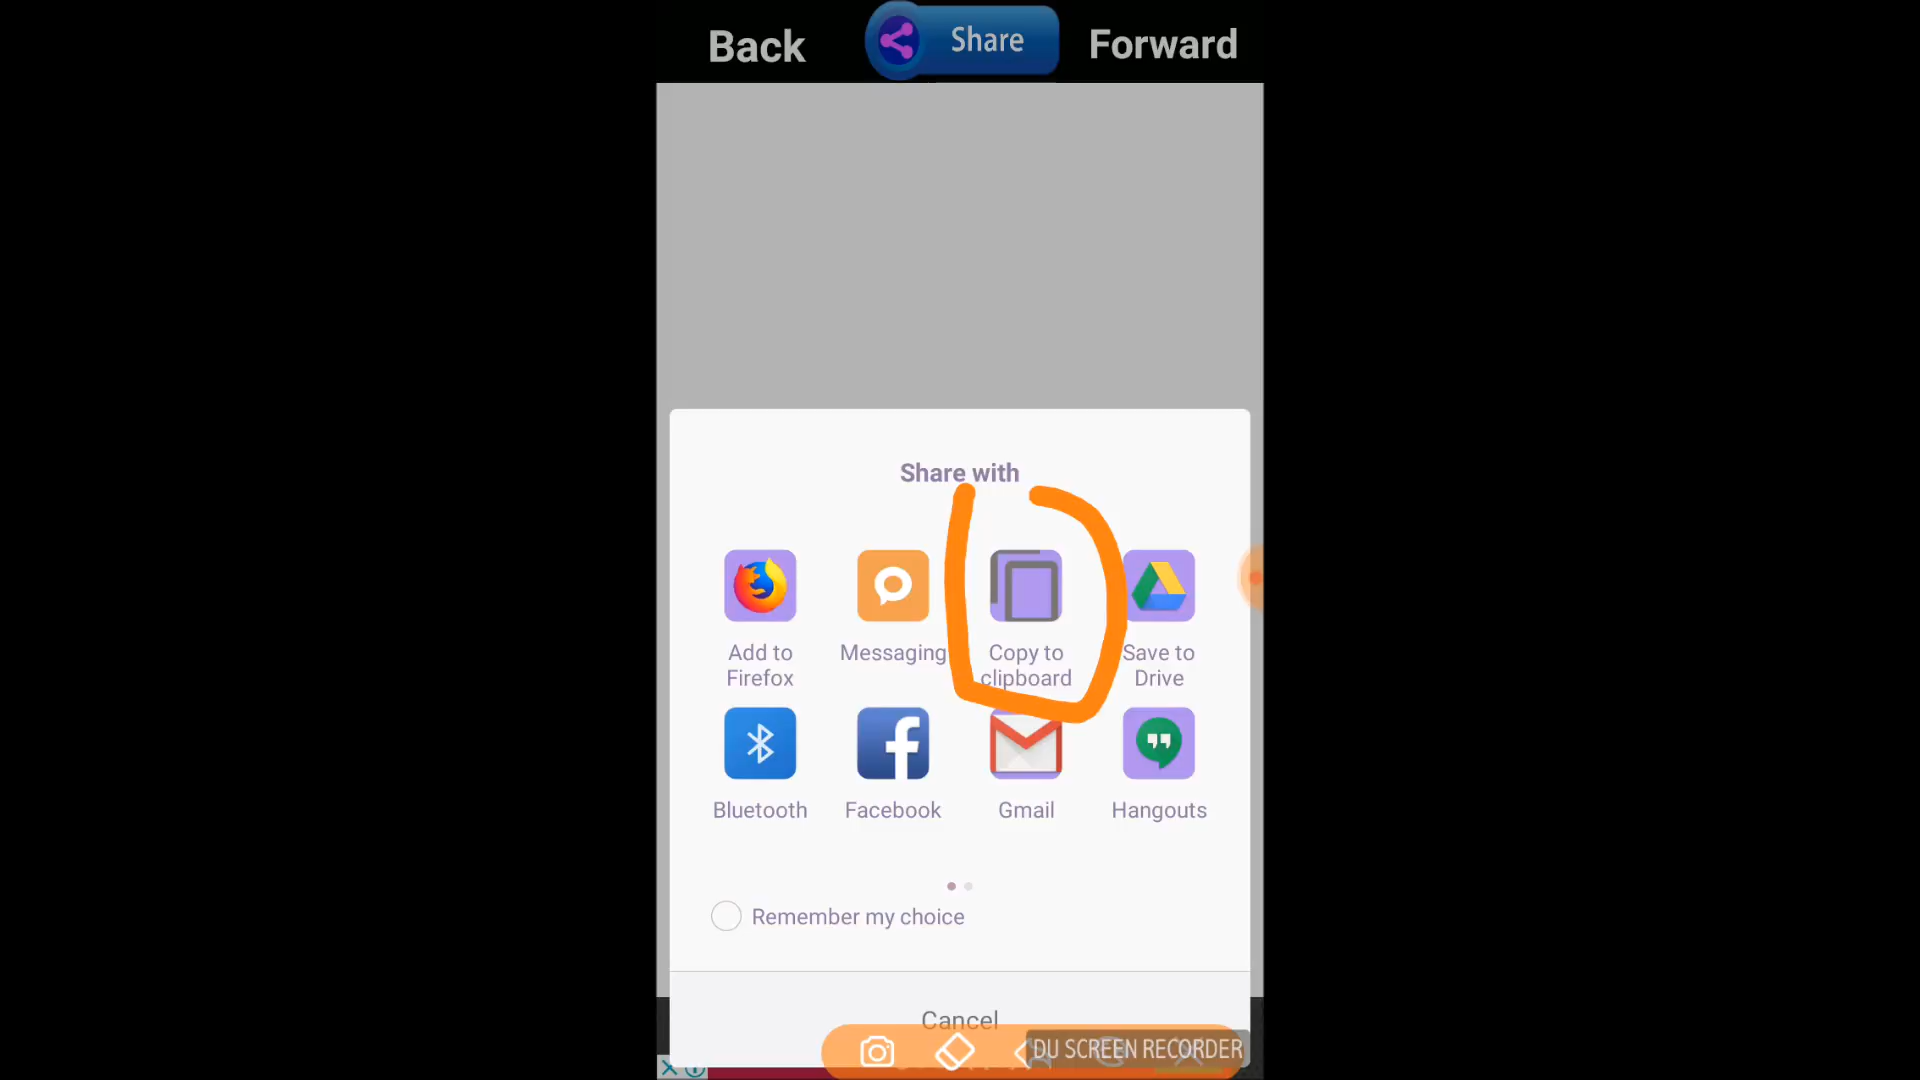 Back
Share
Forward
Share with
Add to
Firefox
Messaging
Copy to
clipboard
Save to
Drive
Bluetooth
Facebook
Gmail
Hangouts
Remember my choice
Cancel
DU SCREEN RECORDER